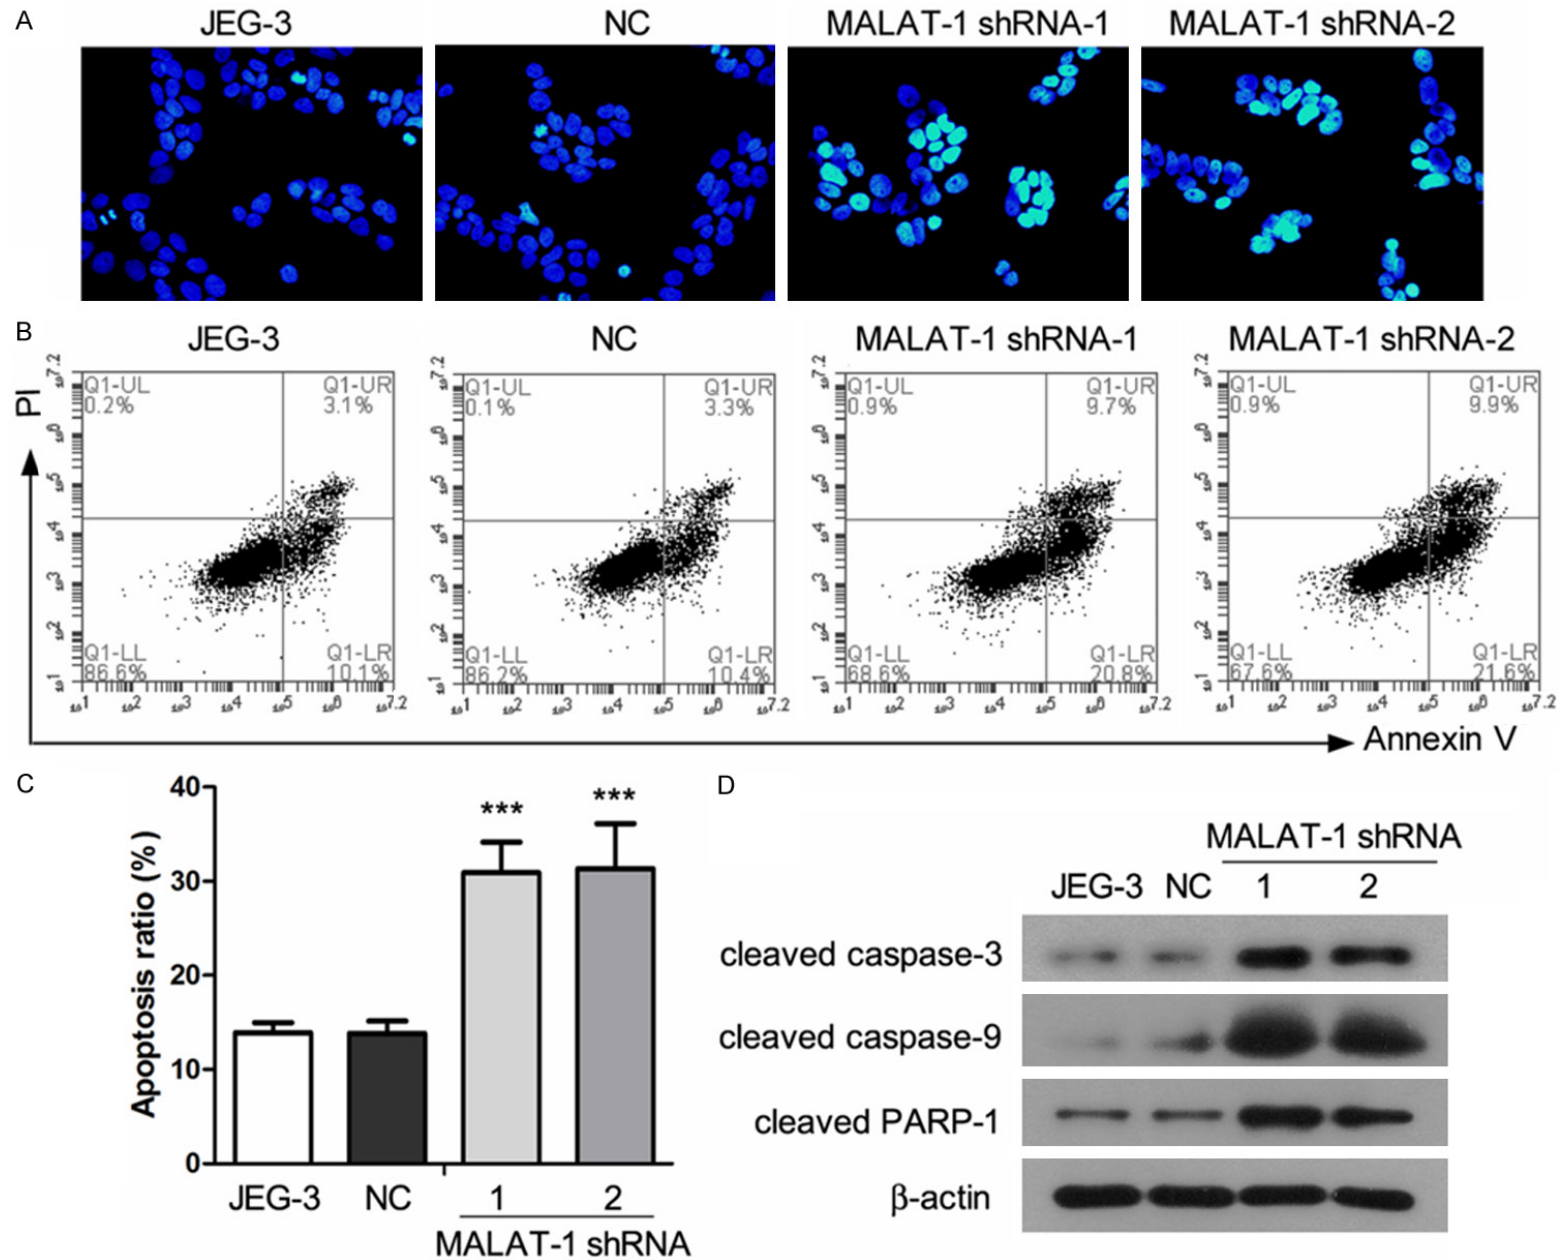 A
JEG-3 NC MALAT-1 shRNA-1 MALAT-1 shRNA-2
B
JEG-3 NC MALAT-1 shRNA-1 MALAT-1 shRNA-2
PI
Q1-UL Q1-UR Q1-UL Q1-UR Q1-UL Q1-UR Q1-UL Q1-UR
0.2% 3.1% 0.1% 3.3% 0.9% 9.7% 0.9% 9.9%
Q1-LL Q1-LR Q1-LL Q1-LR Q1-LL Q1-LR Q1-LL Q1-LR
86.6% 10.1% 86.2% 10.4% 68.6% 20.8% 67.6% 21.6%
Annexin V
C
Apoptosis ratio (%)
40
30
20
10
0
*** ***
JEG-3 NC 1 2
MALAT-1 shRNA
D
MALAT-1 shRNA
JEG-3 NC 1 2
cleaved caspase-3
cleaved caspase-9
cleaved PARP-1
β-actin